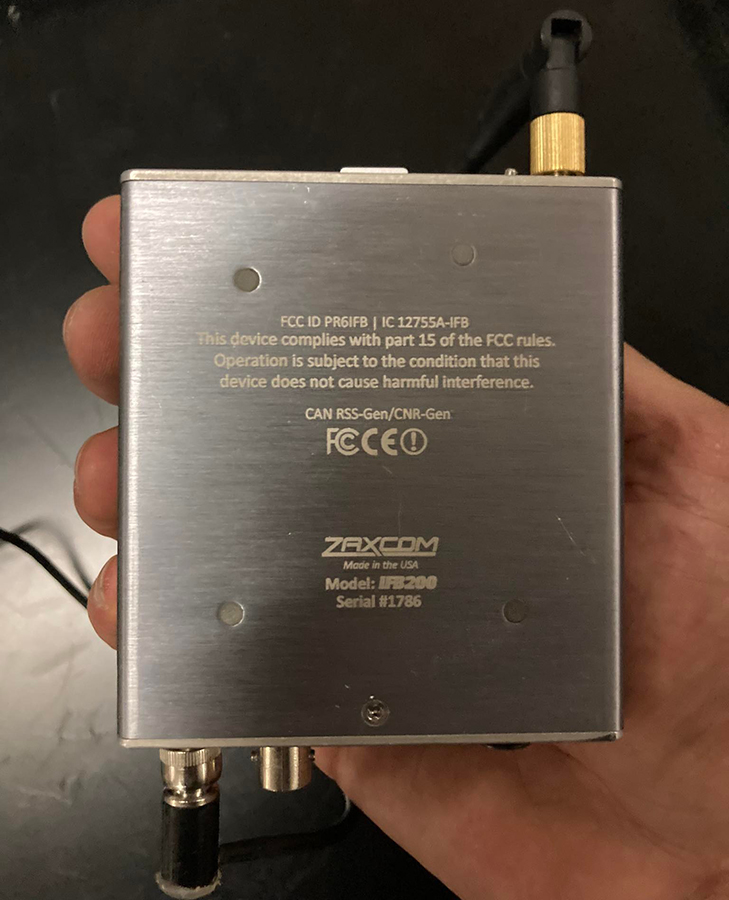 FCC ID PR6IFB | IC 12755A-IFB
This device complies with part 15 of the FCC rules.
Operation is subject to the condition that this
device does not cause harmful interference.
CAN RSS-Gen/CNR-Gen
FC CE
ZAXCOM
Made in the USA
Model: IFB200
Serial #1786